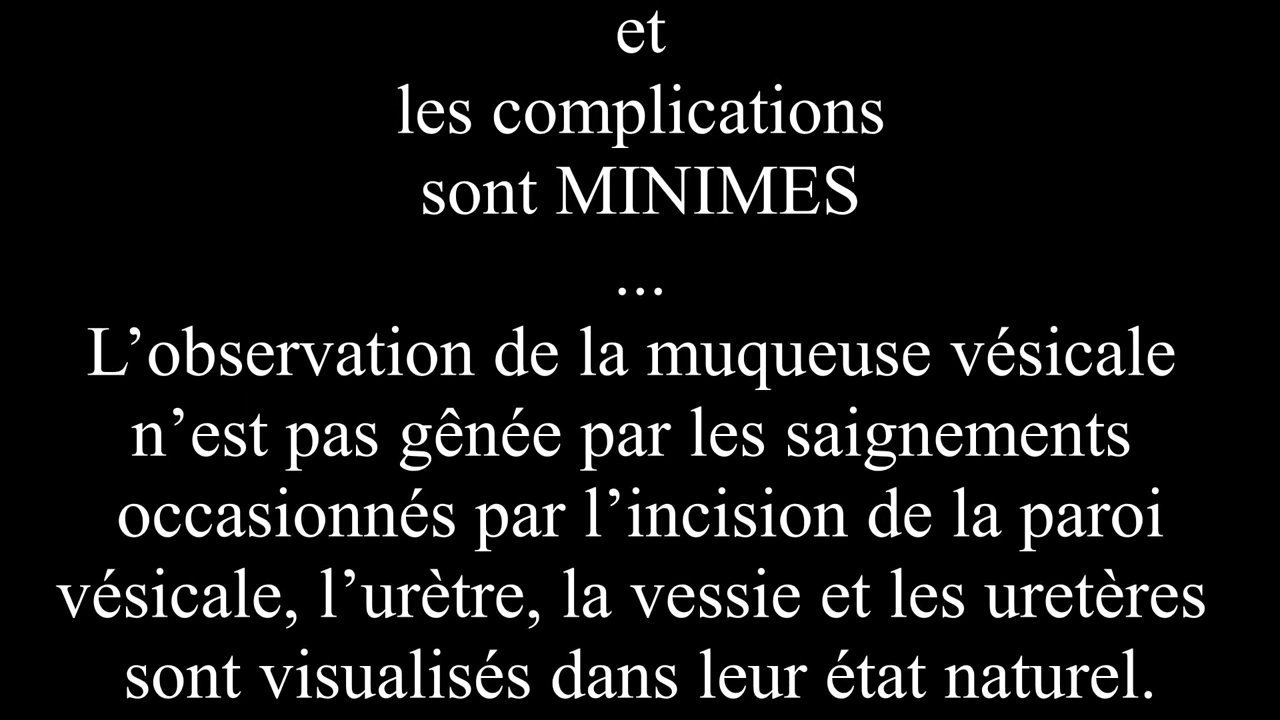 et
les complications
sont MINIMES
...
L’observation de la muqueuse vésicale
n’est pas gênée par les saignements
occasionnés par l’incision de la paroi
vésicale, l’urètre, la vessie et les uretères
sont visualisés dans leur état naturel.